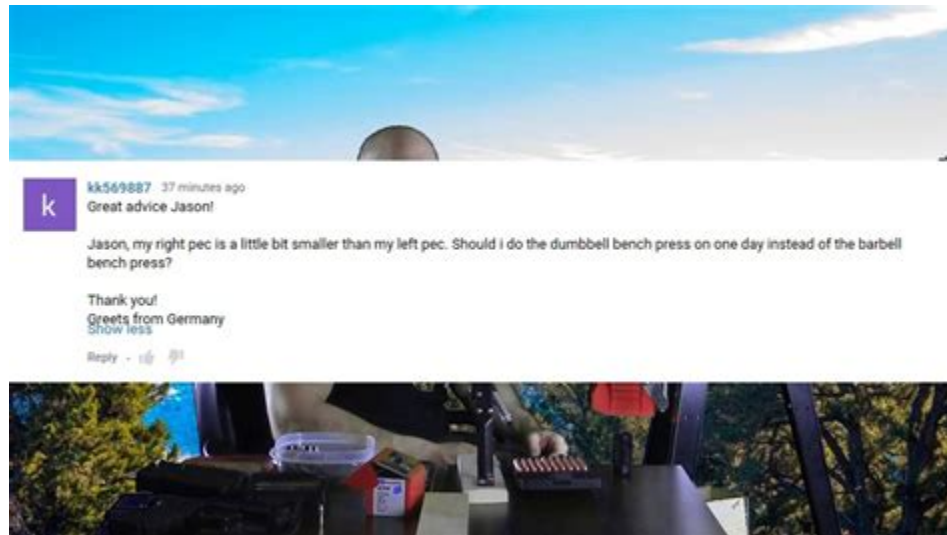 k
kk569887 37 minutes ago
Great advice Jason!
Jason, my right pec is a little bit smaller than my left pec. Should i do the dumbbell bench press on one day instead of the barbell
bench press?
Thank you!
Greets from Germany
Show less
Reply